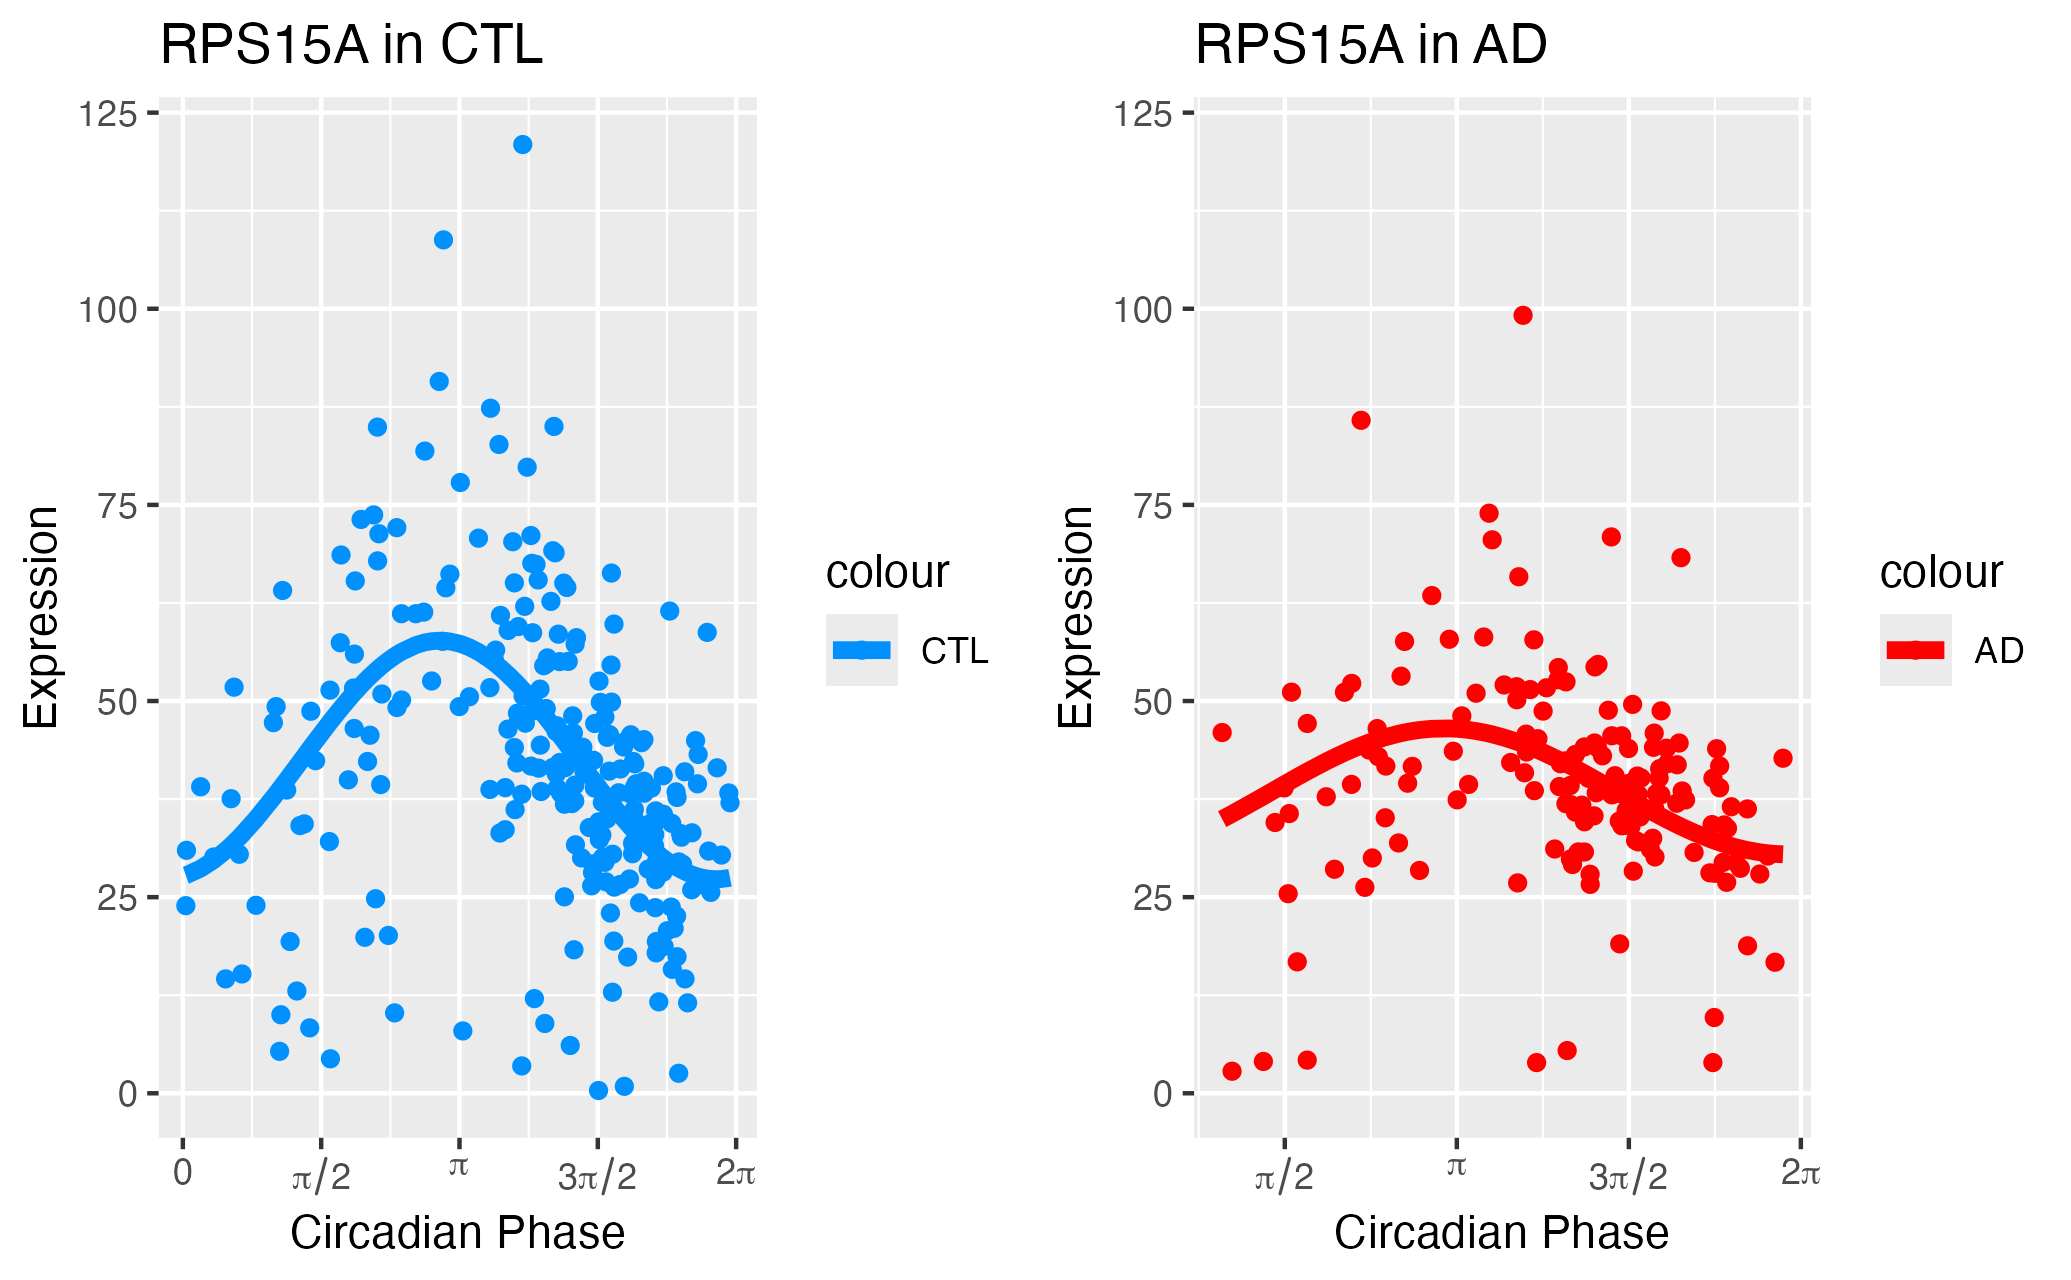 RPS15A in CTL
125
100
75
50
25
0
Expression
0 π/2 π 3π/2 2π
Circadian Phase
colour
CTL
RPS15A in AD
125
100
75
50
25
0
Expression
π/2 π 3π/2 2π
Circadian Phase
colour
AD